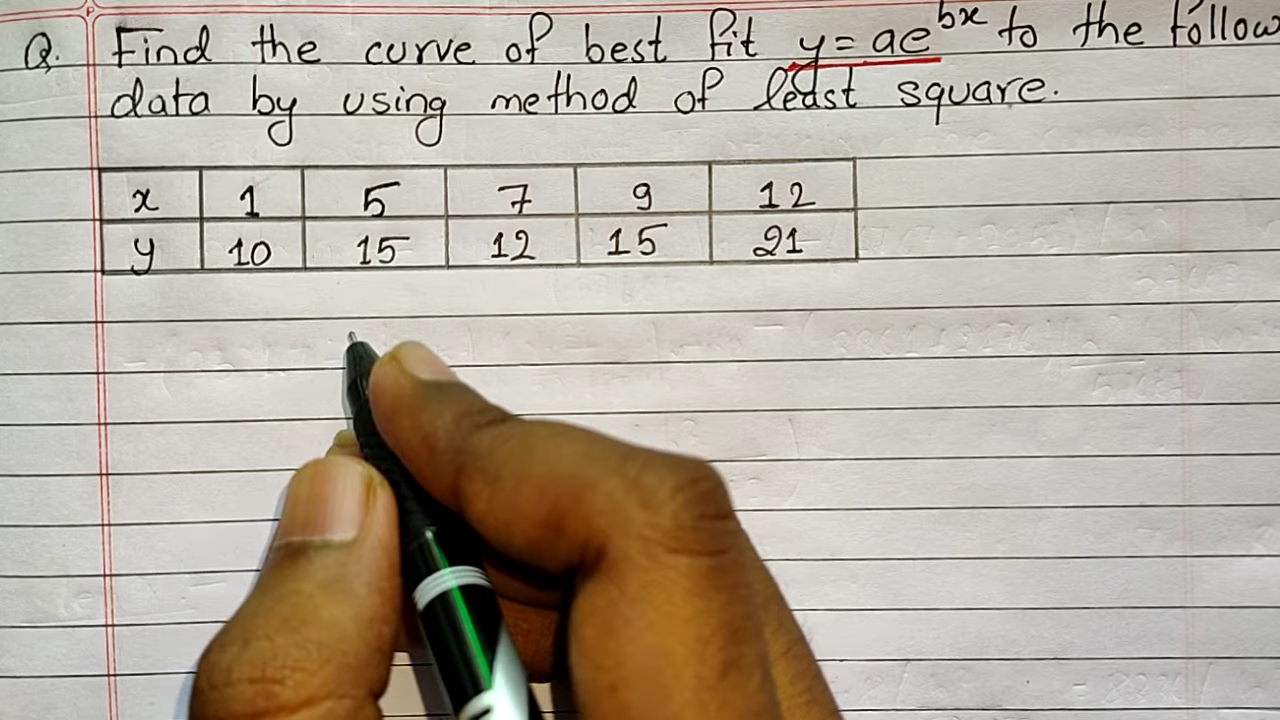 Q. Find the curve of best fit y = ae^bx to the follow
data by using method of least square.
x 1 5 7 9 12
y 10 15 12 15 21